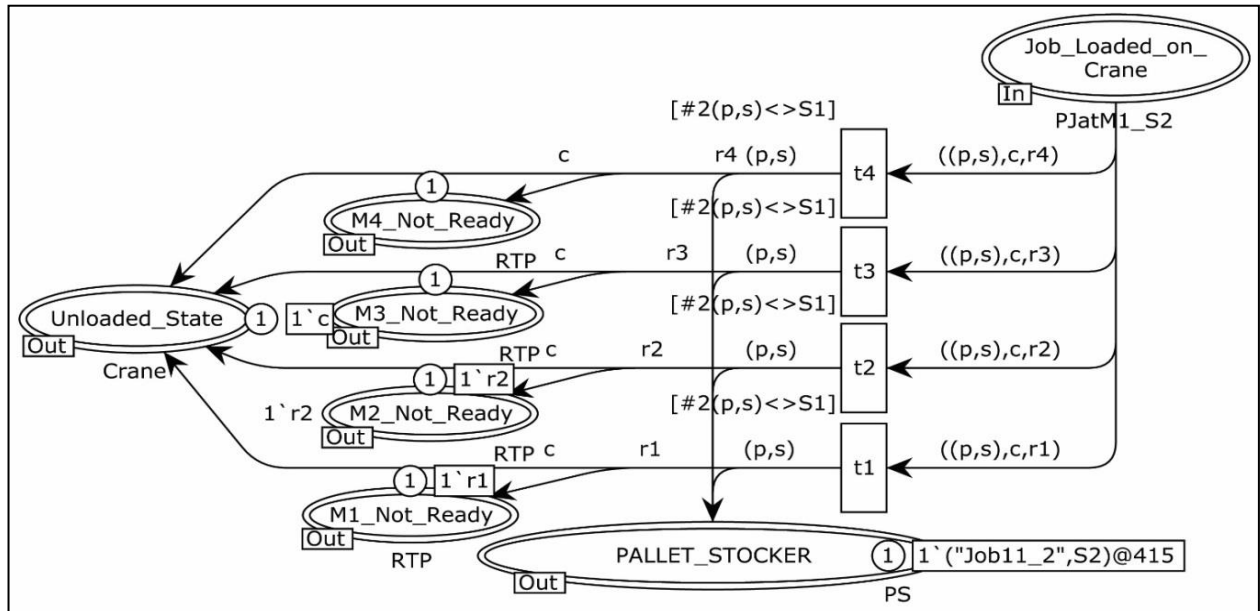 Job_Loaded_on_
Crane
In
PJatM1_S2
[#2(p,s)<>S1]
c
r4 (p,s)
t4
((p,s),c,r4)
1
M4_Not_Ready
Out
[#2(p,s)<>S1]
RTP
c
r3
(p,s)
t3
((p,s),c,r3)
1
M3_Not_Ready
Out
Unloaded_State
1
1`c
Out
Crane
[#2(p,s)<>S1]
RTP
c
r2
(p,s)
t2
((p,s),c,r2)
1
1`r2
M2_Not_Ready
1`r2
Out
[#2(p,s)<>S1]
RTP
c
r1
(p,s)
t1
((p,s),c,r1)
1
1`r1
M1_Not_Ready
Out
RTP
PALLET_STOCKER
1
1`("Job11_2",S2)@415
Out
PS